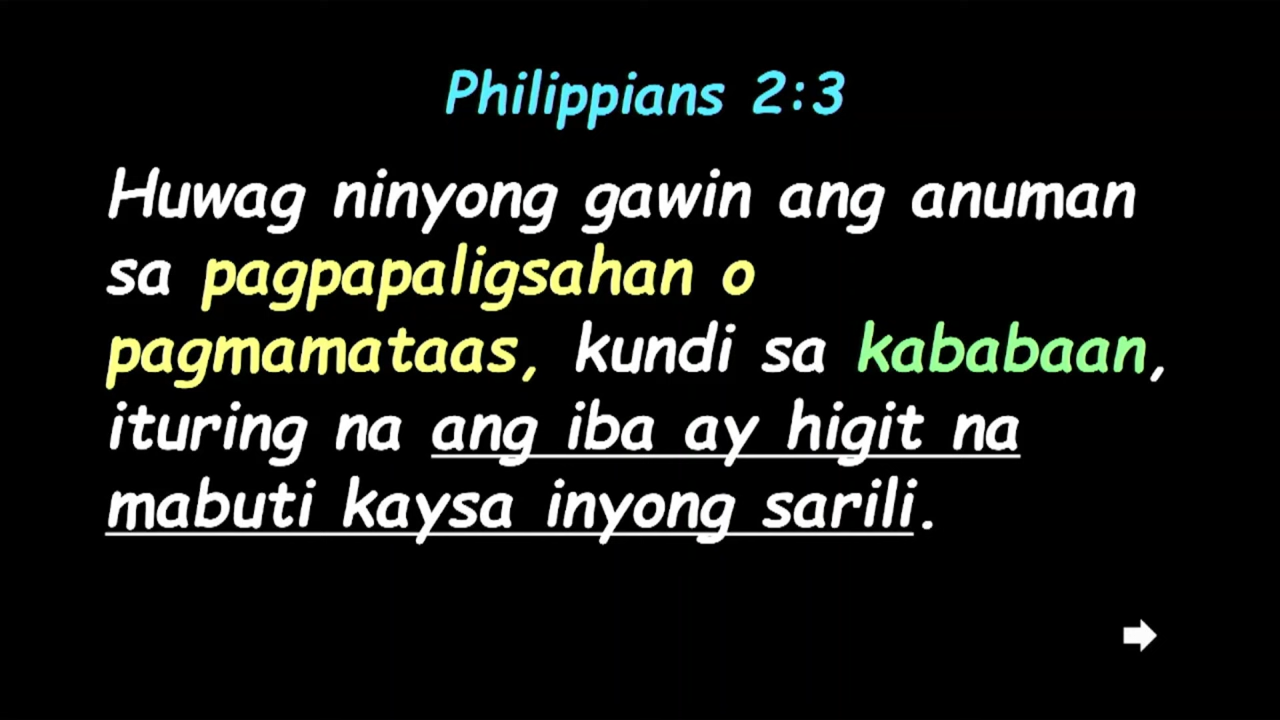 Philippians 2:3
Huwag ninyong gawin ang anuman
sa pagpapaligsahan o
pagmamataas, kundi sa kababaan,
ituring na ang iba ay higit na
mabuti kaysa inyong sarili.